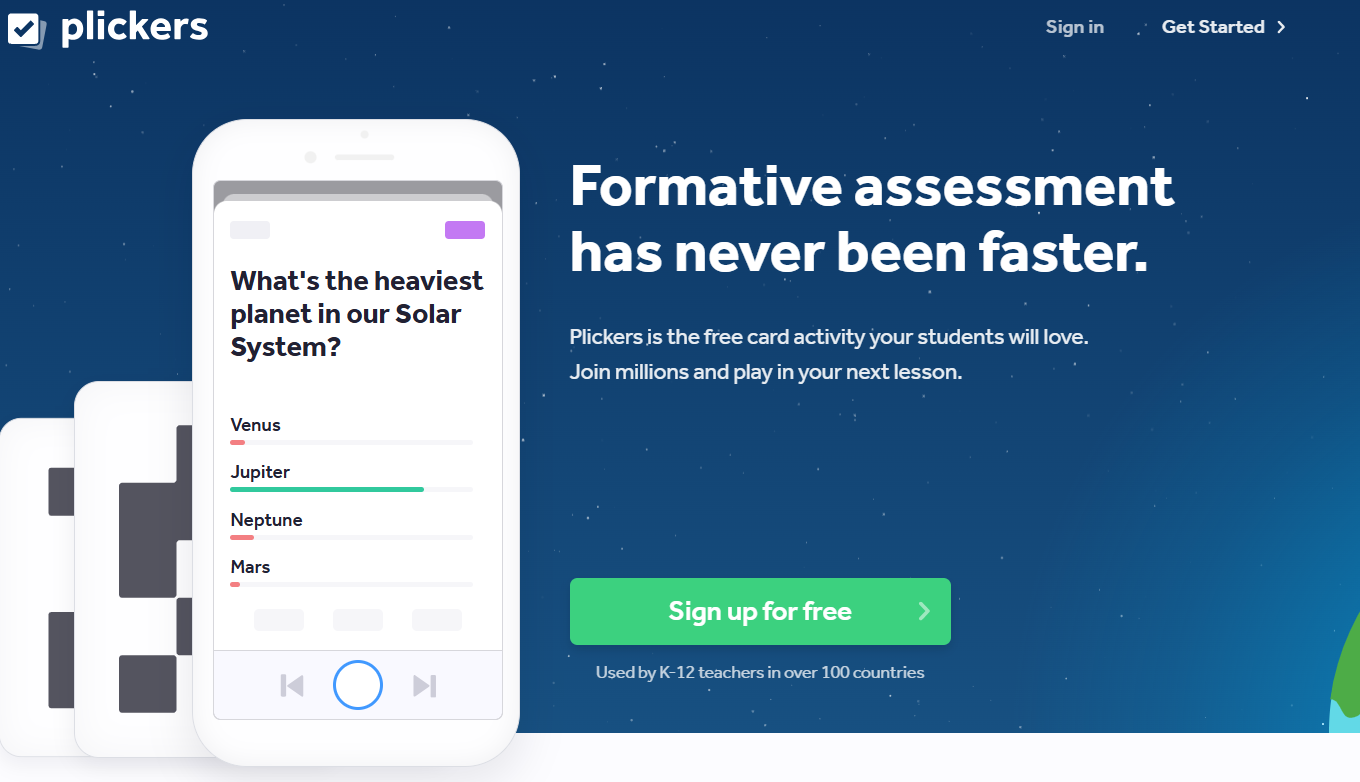 plickers
Sign in
Get Started
Formative assessment
has never been faster.
Plickers is the free card activity your students will love.
Join millions and play in your next lesson.
What's the heaviest
planet in our Solar
System?
Venus
Jupiter
Neptune
Mars
Sign up for free
Used by K-12 teachers in over 100 countries